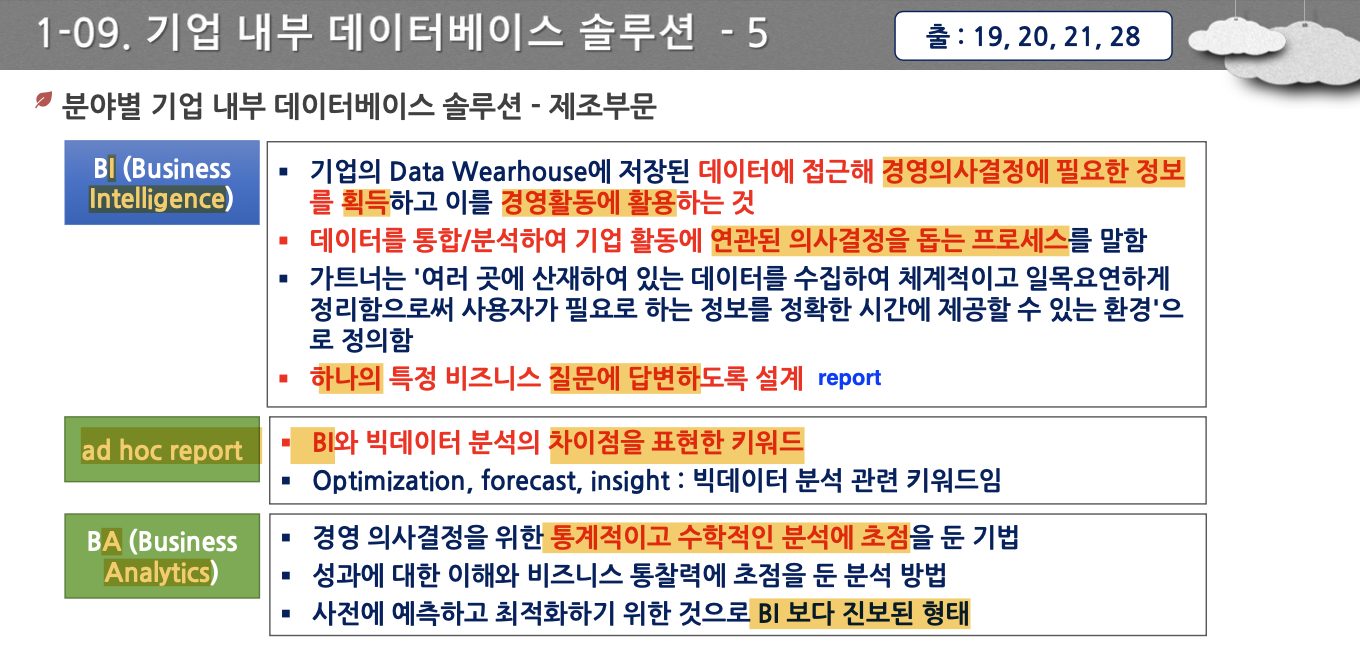 1-09. 기업 내부 데이터베이스 솔루션 - 5
출 : 19, 20, 21, 28
분야별 기업 내부 데이터베이스 솔루션 - 제조부문
BI (Business
Intelligence)
▪ 기업의 Data Wearhouse에 저장된 데이터에 접근해 경영의사결정에 필요한 정보
를 획득하고 이를 경영활동에 활용하는 것
▪ 데이터를 통합/분석하여 기업 활동에 연관된 의사결정을 돕는 프로세스를 말함
▪ 가트너는 '여러 곳에 산재하여 있는 데이터를 수집하여 체계적이고 일목요연하게
정리함으로써 사용자가 필요로 하는 정보를 정확한 시간에 제공할 수 있는 환경'으
로 정의함
▪ 하나의 특정 비즈니스 질문에 답변하도록 설계 report
ad hoc report
▪ BI와 빅데이터 분석의 차이점을 표현한 키워드
▪ Optimization, forecast, insight : 빅데이터 분석 관련 키워드임
BA (Business
Analytics)
▪ 경영 의사결정을 위한 통계적이고 수학적인 분석에 초점을 둔 기법
▪ 성과에 대한 이해와 비즈니스 통찰력에 초점을 둔 분석 방법
▪ 사전에 예측하고 최적화하기 위한 것으로 BI 보다 진보된 형태